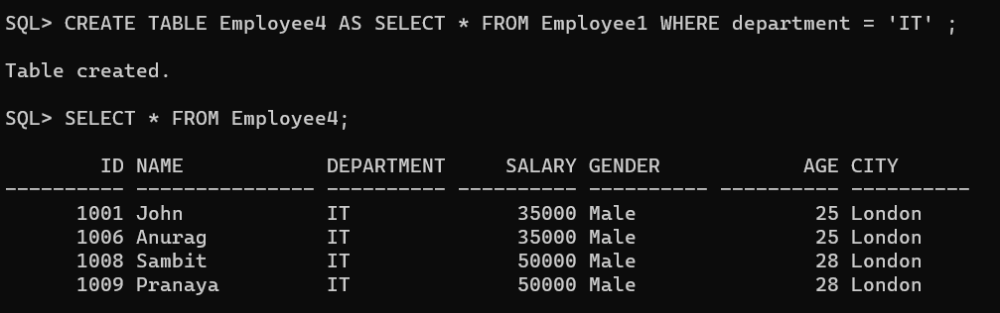 SQL> CREATE TABLE Employee4 AS SELECT * FROM Employee1 WHERE department = 'IT' ;
Table created.
SQL> SELECT * FROM Employee4;
        ID NAME            DEPARTMENT     SALARY GENDER            AGE CITY
---------- --------------- ---------- ---------- ---------- ---------- ----------
      1001 John            IT              35000 Male               25 London
      1006 Anurag          IT              35000 Male               25 London
      1008 Sambit          IT              50000 Male               28 London
      1009 Pranaya         IT              50000 Male               28 London